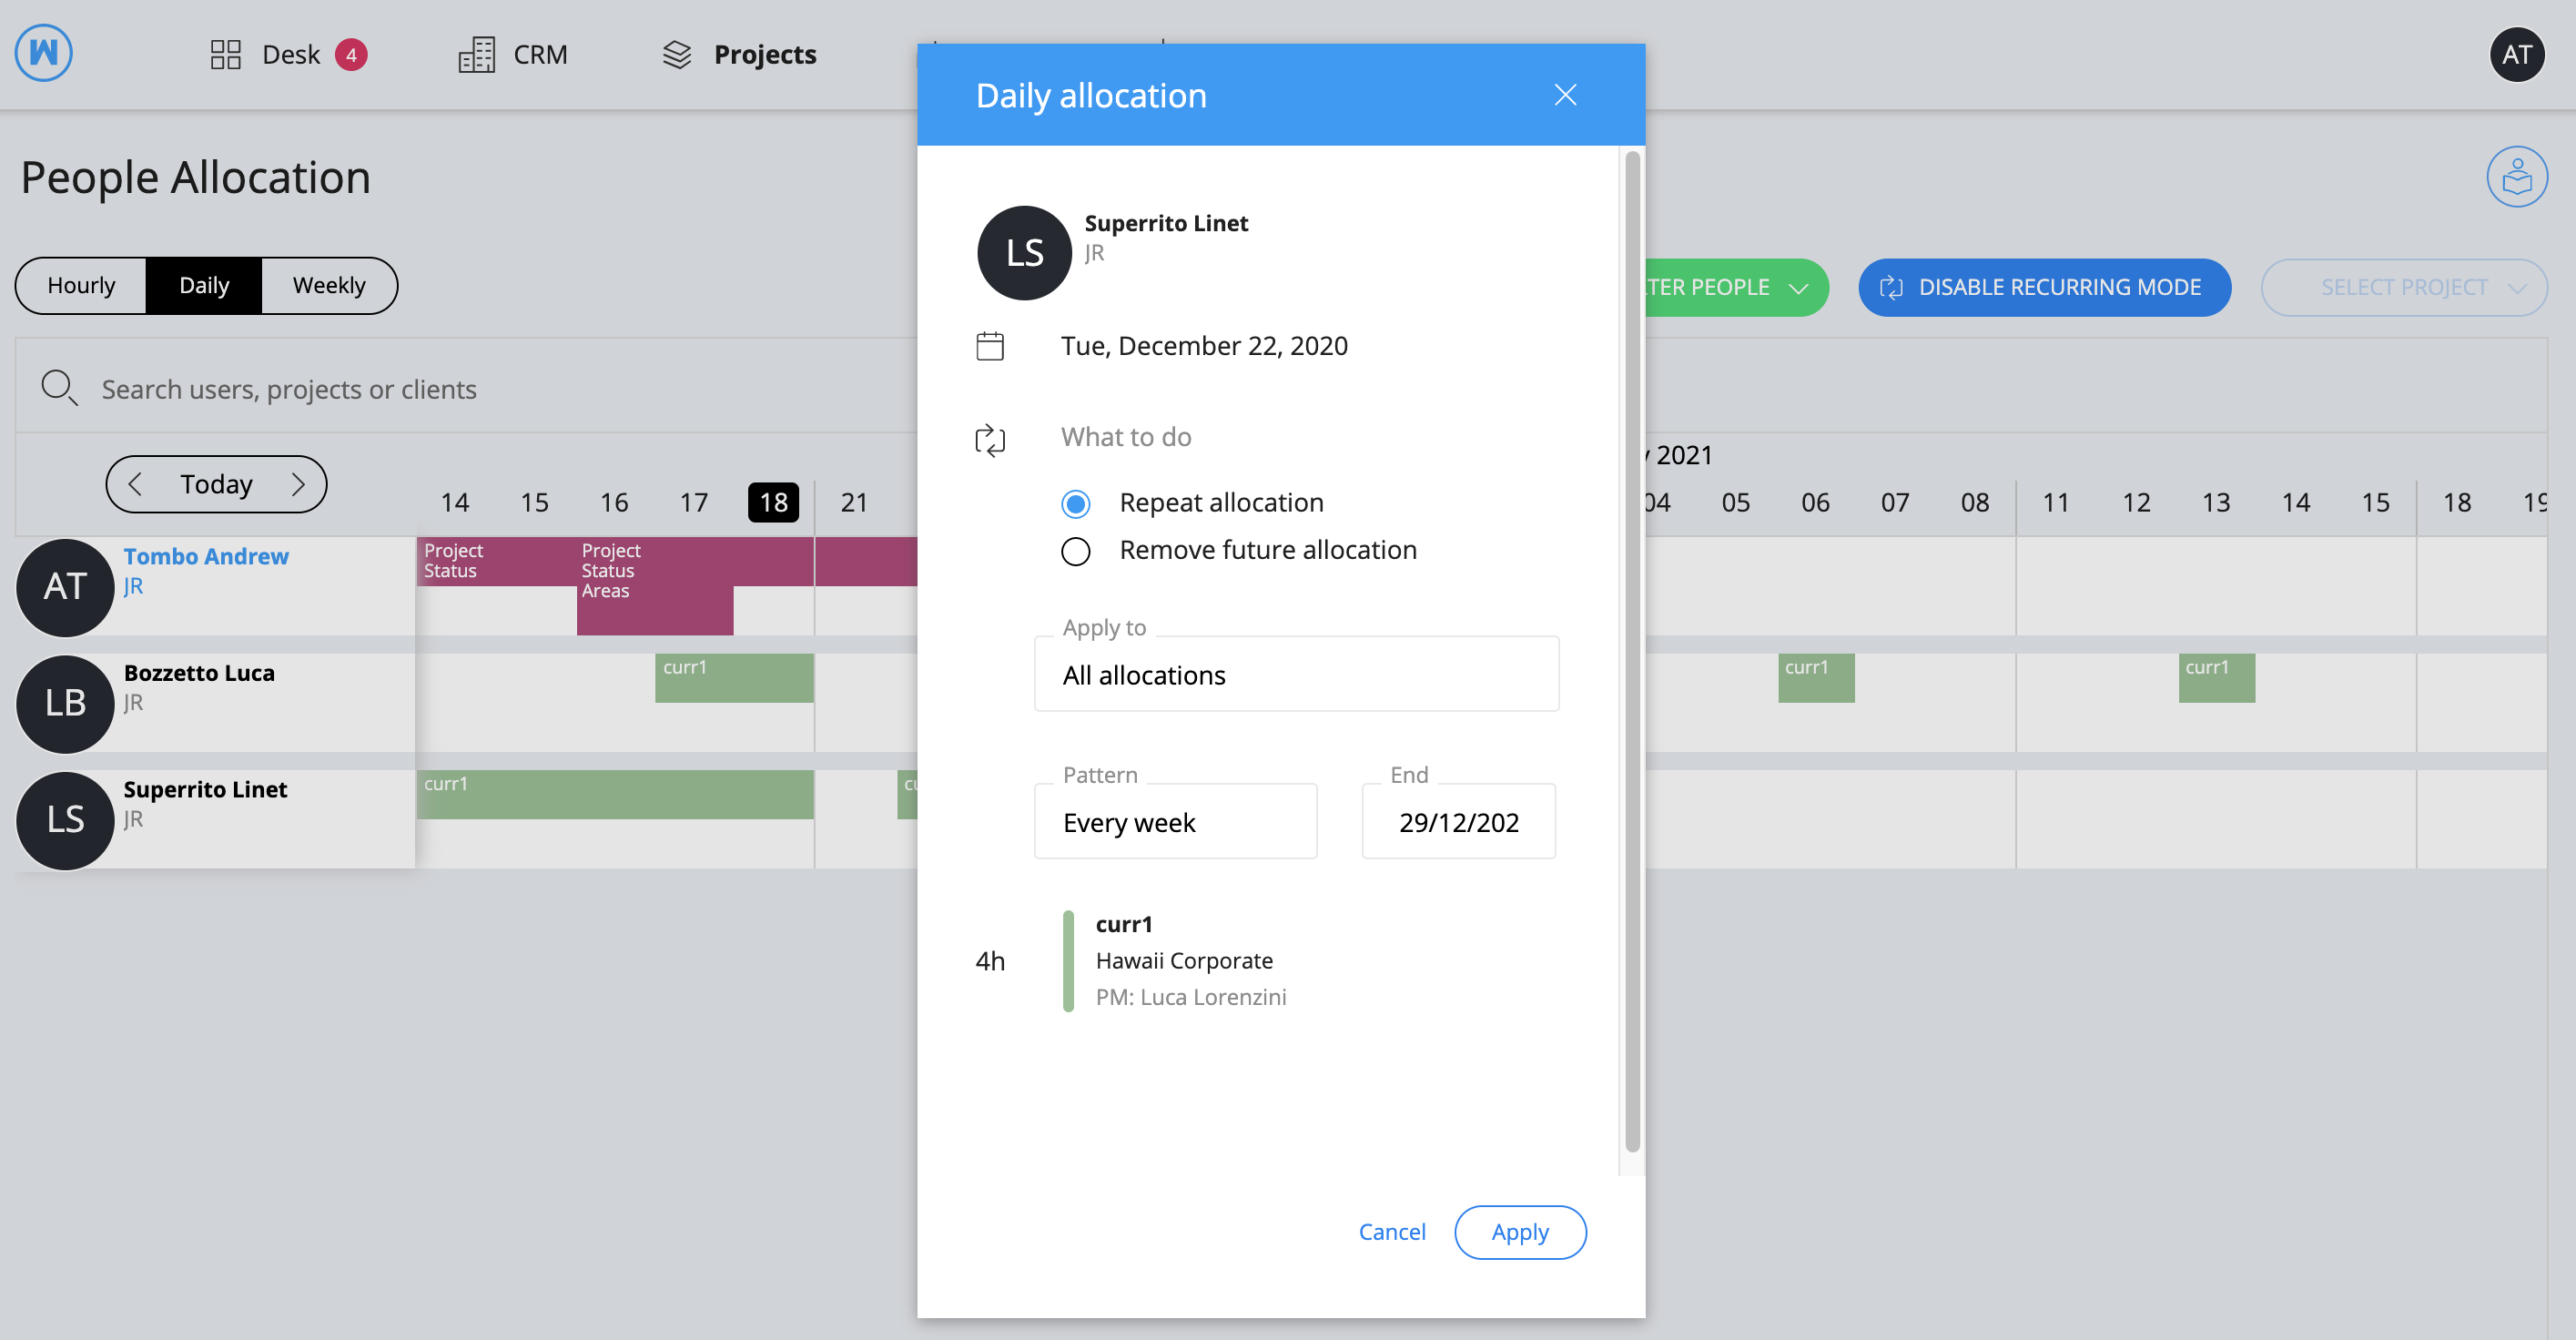 W
Desk 4
CRM
Projects
AT
People Allocation
Hourly
Daily
Weekly
PEOPLE
DISABLE RECURRING MODE
SELECT PROJECT
Search users, projects or clients
Today
2021
14 15 16 17 18 21
04 05 06 07 08 11 12 13 14 15 18 19
AT
Tombo Andrew
JR
Project
Status
Project
Status
Areas
LB
Bozzetto Luca
JR
curr1
curr1
curr1
LS
Superrito Linet
JR
curr1
Daily allocation
LS
Superrito Linet
JR
Tue, December 22, 2020
What to do
Repeat allocation
Remove future allocation
Apply to
All allocations
Pattern
Every week
End
29/12/202
4h
curr1
Hawaii Corporate
PM: Luca Lorenzini
Cancel
Apply